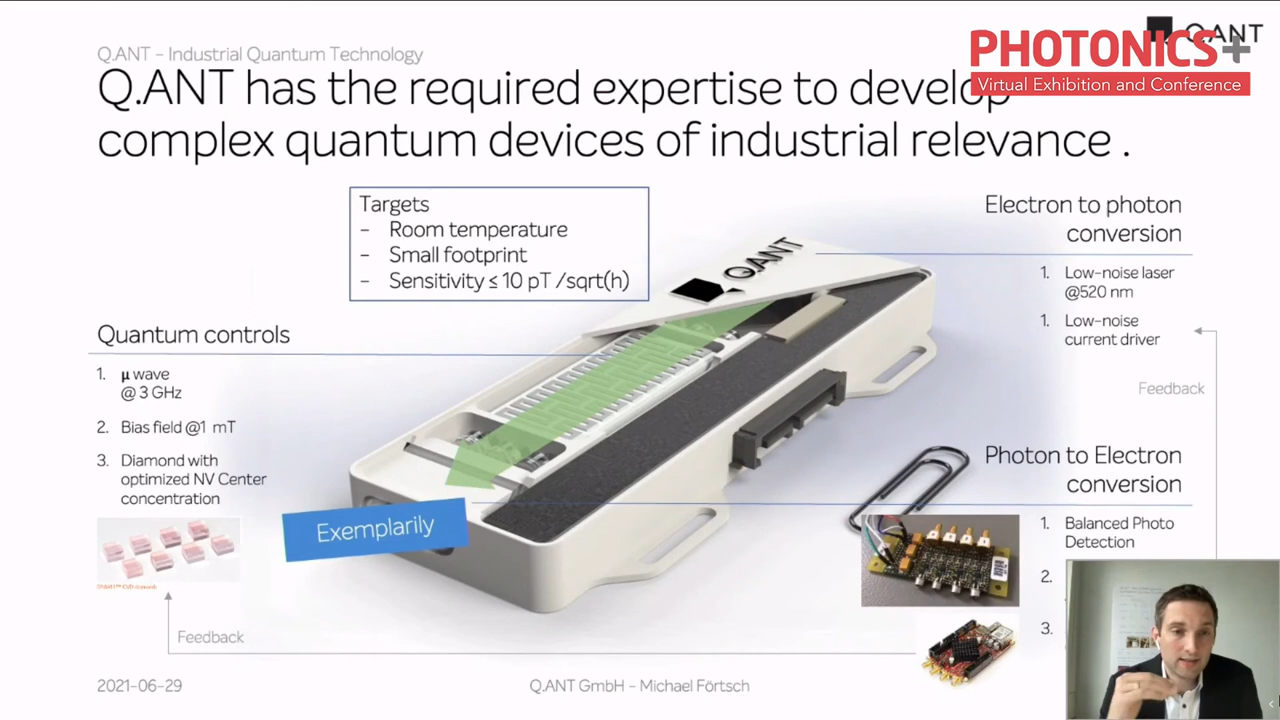 Q.ANT
PHOTONICS+
Virtual Exhibition and Conference
Q.ANT – Industrial Quantum Technology
Q.ANT has the required expertise to develop
complex quantum devices of industrial relevance .
Targets
– Room temperature
– Small footprint
– Sensitivity ≤ 10 pT /sqrt(h)
Q.ANT
Electron to photon
conversion
1. Low-noise laser
@520 nm
1. Low-noise
current driver
Feedback
Quantum controls
1. μ wave
@ 3 GHz
2. Bias field @1 mT
3. Diamond with
optimized NV Center
concentration
Exemplarily
Photon to Electron
conversion
1. Balanced Photo
Detection
2.
3.
Feedback
2021-06-29
Q.ANT GmbH – Michael Förtsch